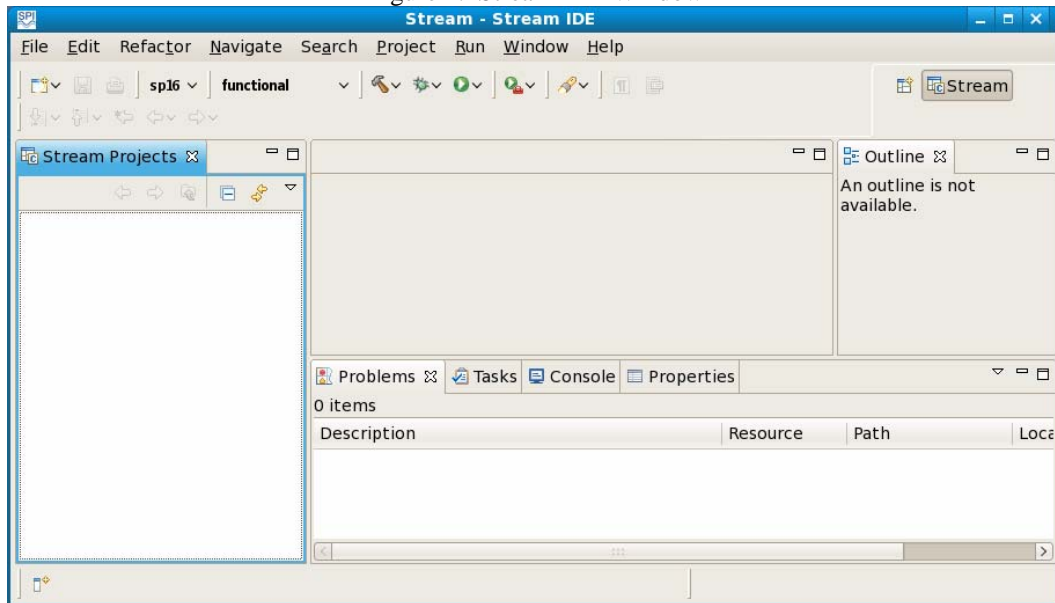 SPI
Stream - Stream IDE
File Edit Refactor Navigate Search Project Run Window Help
sp16 functional
Stream
Stream Projects
Outline
An outline is not
available.
Problems Tasks Console Properties
0 items
Description Resource Path Loca